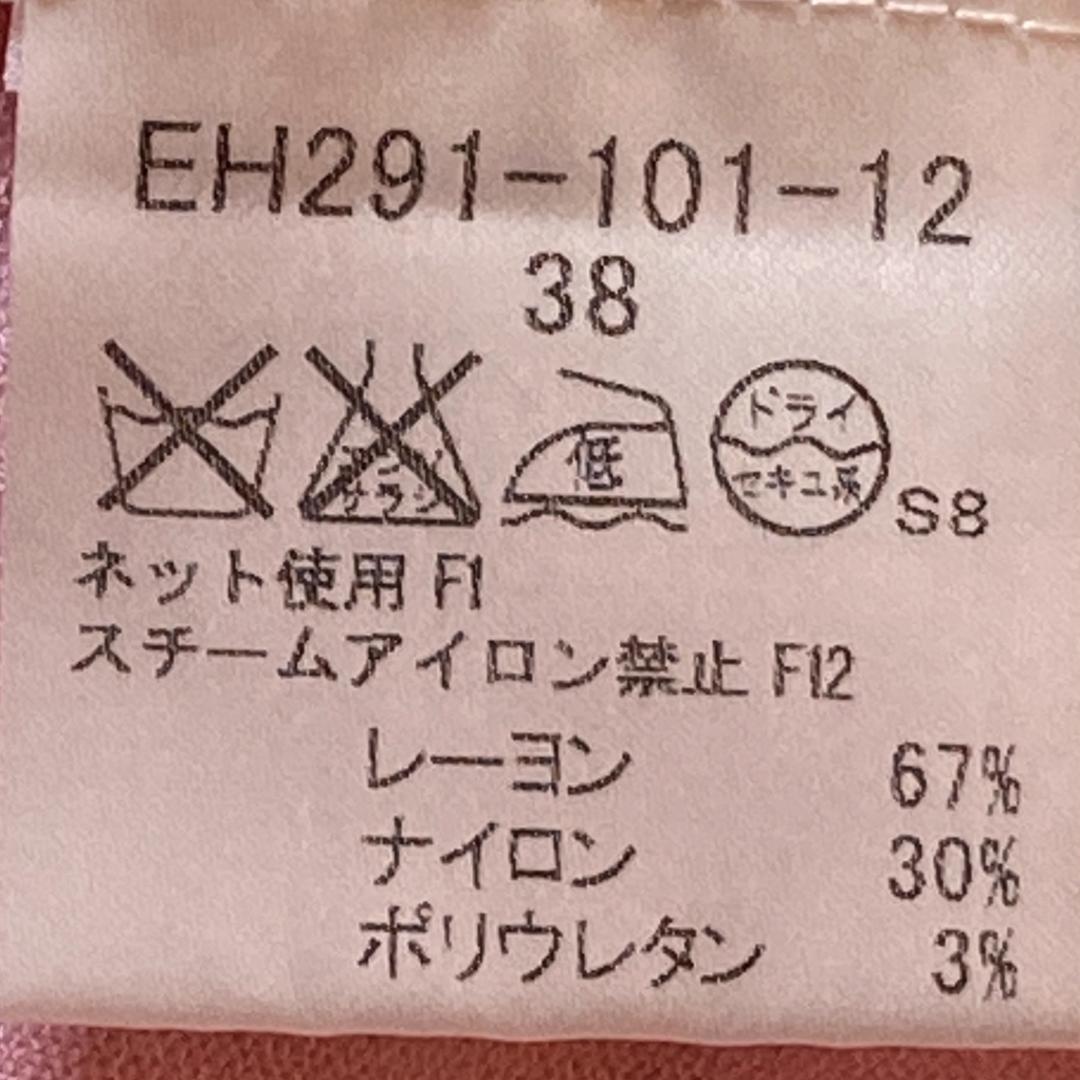 EH291-101-12
38
低
ドライ
セキユ系
S8
ネット使用 F1
スチームアイロン禁止 F12
レーヨン 67%
ナイロン 30%
ポリウレタン 3%